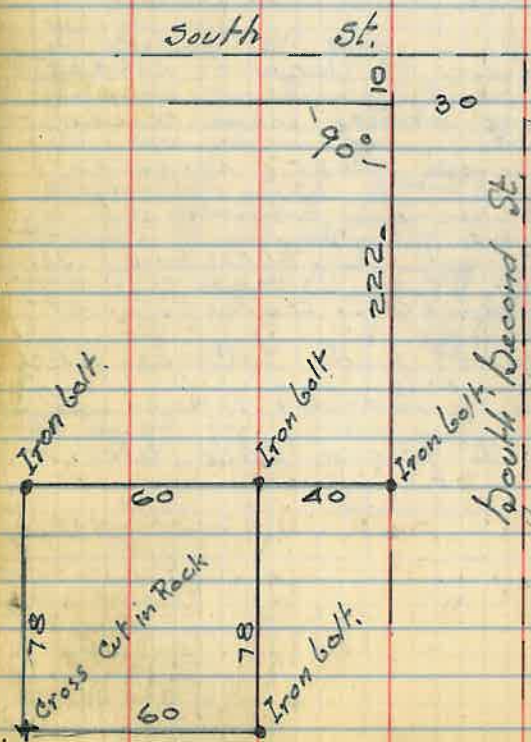 South St.
10
30
90°
222.
South Second St.
Iron bolt.
Iron bolt
Iron bolt.
60
40
78
Cross Cut in Rock
78
Iron bolt.
60